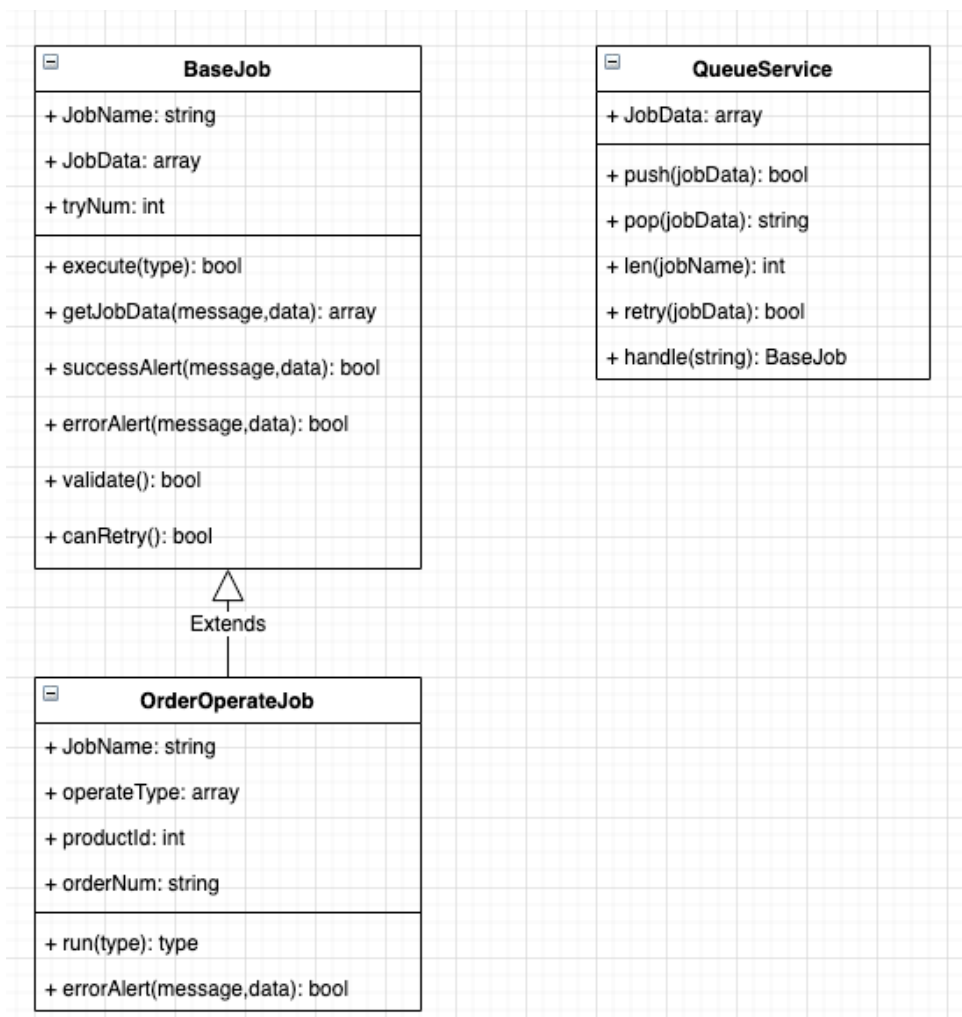 BaseJob
+ JobName: string
+ JobData: array
+ tryNum: int
+ execute(type): bool
+ getJobData(message,data): array
+ successAlert(message,data): bool
+ errorAlert(message,data): bool
+ validate(): bool
+ canRetry(): bool
Extends
OrderOperateJob
+ JobName: string
+ operateType: array
+ productId: int
+ orderNum: string
+ run(type): type
+ errorAlert(message,data): bool
QueueService
+ JobData: array
+ push(jobData): bool
+ pop(jobData): string
+ len(jobName): int
+ retry(jobData): bool
+ handle(string): BaseJob